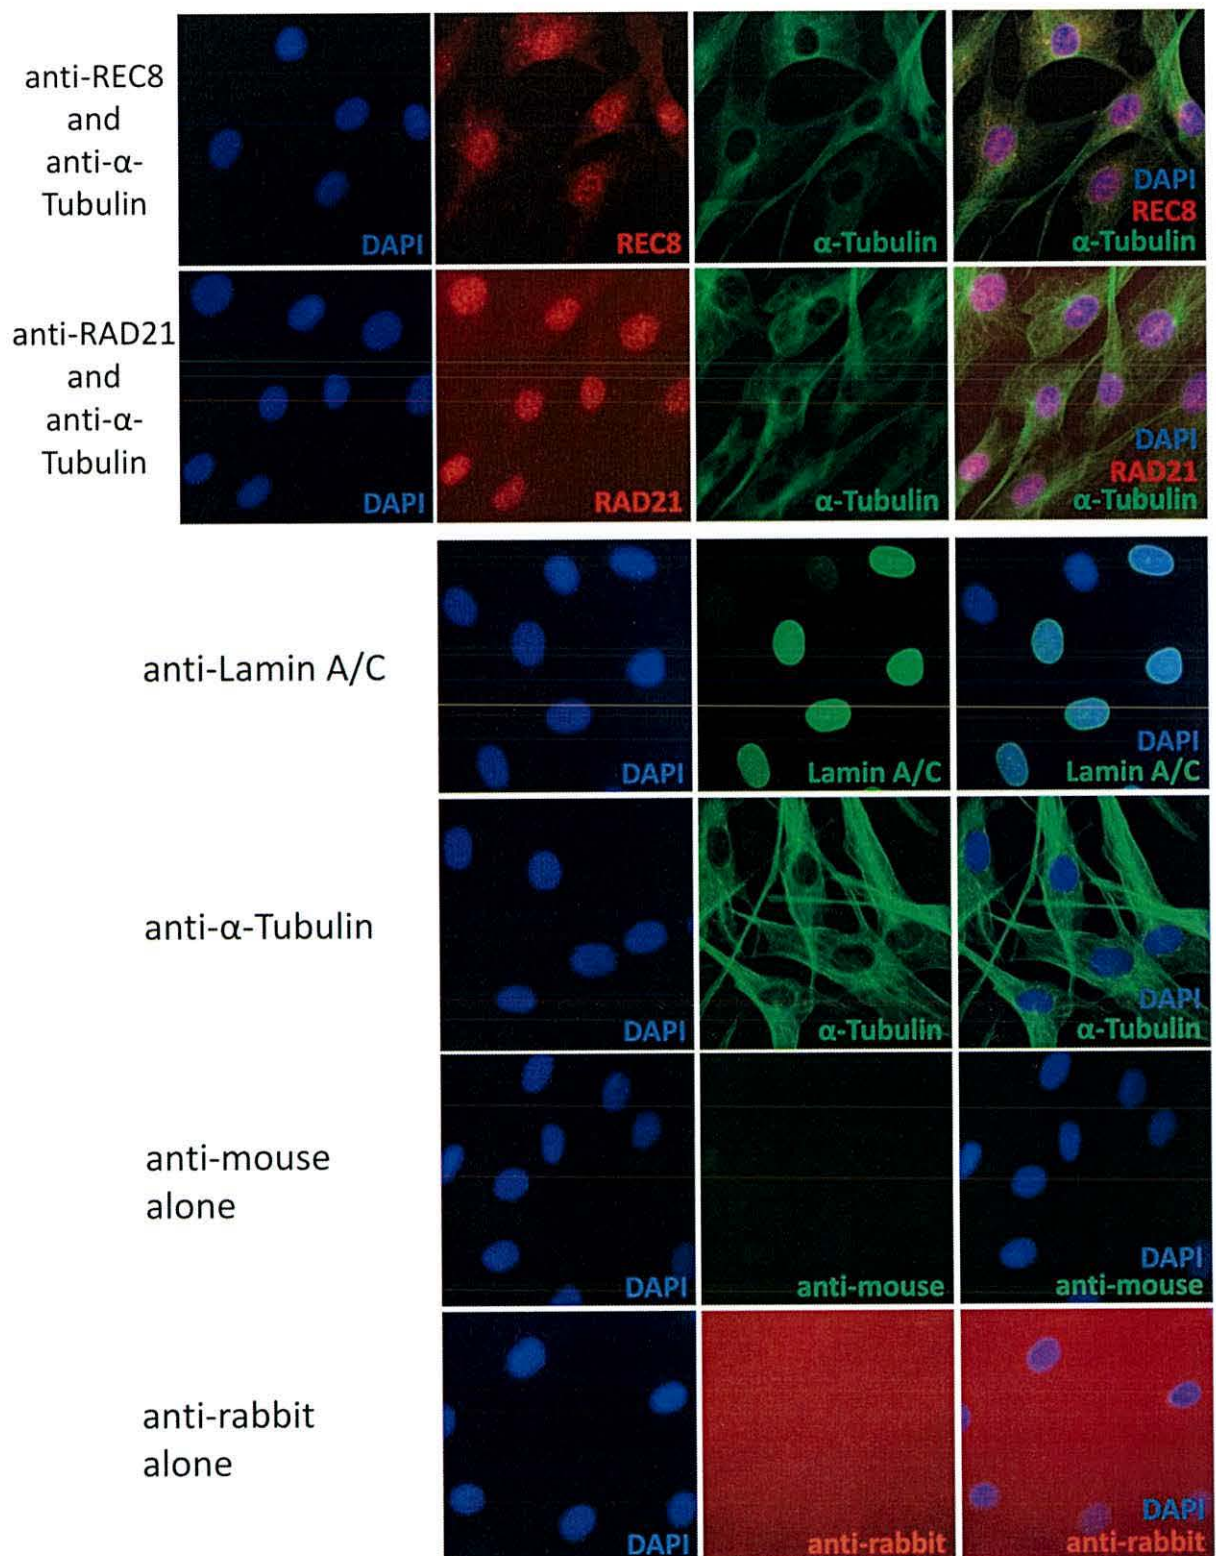 anti-REC8
and
anti-α-
Tubulin
DAPI
REC8
α-Tubulin
DAPI
REC8
α-Tubulin
anti-RAD21
and
anti-α-
Tubulin
DAPI
RAD21
α-Tubulin
DAPI
RAD21
α-Tubulin
anti-Lamin A/C
DAPI
Lamin A/C
DAPI
Lamin A/C
anti-α-Tubulin
DAPI
α-Tubulin
DAPI
α-Tubulin
anti-mouse
alone
DAPI
anti-mouse
DAPI
anti-mouse
anti-rabbit
alone
DAPI
anti-rabbit
DAPI
anti-rabbit